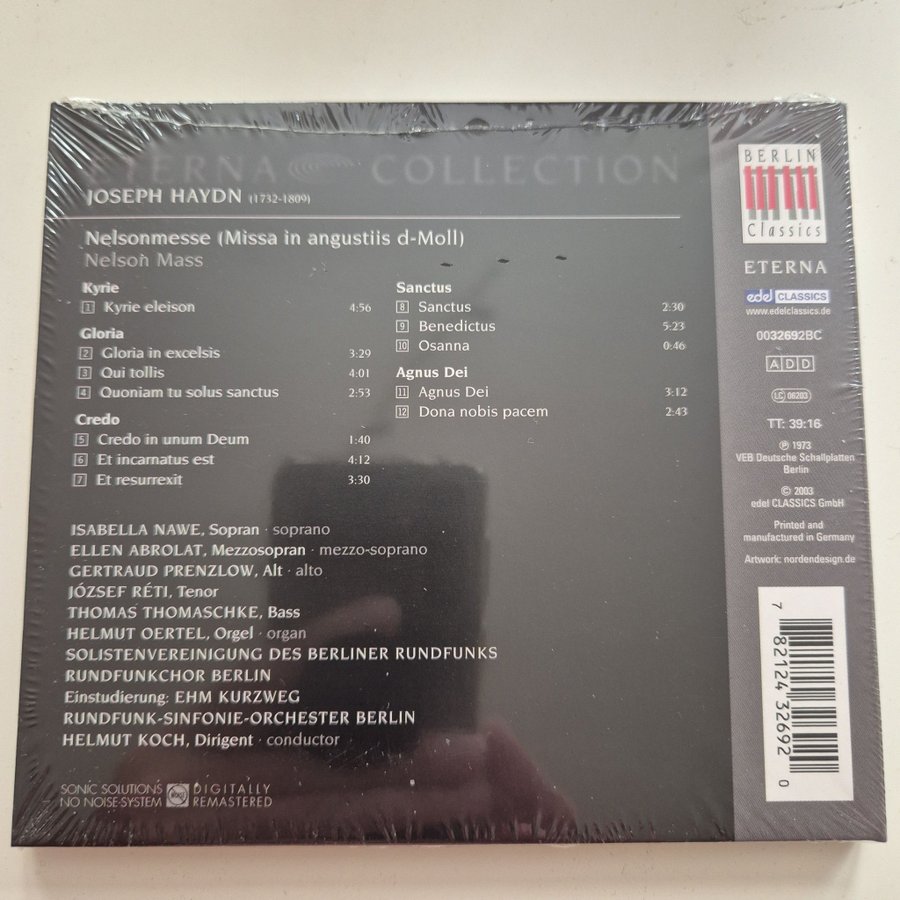 ETERNA COLLECTION
JOSEPH HAYDN (1732-1809)
Nelsonmesse (Missa in angustiis d-Moll)
Nelson Mass
Kyrie
1 Kyrie eleison 4:56
Gloria
2 Gloria in excelsis 3:29
3 Qui tollis 4:01
4 Quoniam tu solus sanctus 2:53
Credo
5 Credo in unum Deum 1:40
6 Et incarnatus est 4:12
7 Et resurrexit 3:30
Sanctus
8 Sanctus 2:30
9 Benedictus 5:23
10 Osanna 0:46
Agnus Dei
11 Agnus Dei 3:12
12 Dona nobis pacem 2:43
ISABELLA NAWE, Sopran · soprano
ELLEN ABROLAT, Mezzosopran · mezzo-soprano
GERTRAUD PRENZLOW, Alt · alto
JÓZSEF RÉTI, Tenor
THOMAS THOMASCHKE, Bass
HELMUT OERTEL, Orgel · organ
SOLISTENVEREINIGUNG DES BERLINER RUNDFUNKS
RUNDFUNKCHOR BERLIN
Einstudierung: EHM KURZWEG
RUNDFUNK-SINFONIE-ORCHESTER BERLIN
HELMUT KOCH, Dirigent · conductor
SONIC SOLUTIONS
NO NOISE-SYSTEM
DIGITALLY
REMASTERED
BERLIN
Classics
ETERNA
edel CLASSICS
www.edelclassics.de
0032692BC
ADD
LC 06203
TT: 39:16
℗ 1973
VEB Deutsche Schallplatten
Berlin
© 2003
edel CLASSICS GmbH
Printed and
manufactured in Germany
Artwork: nordendesign.de
7 82124 32692 0